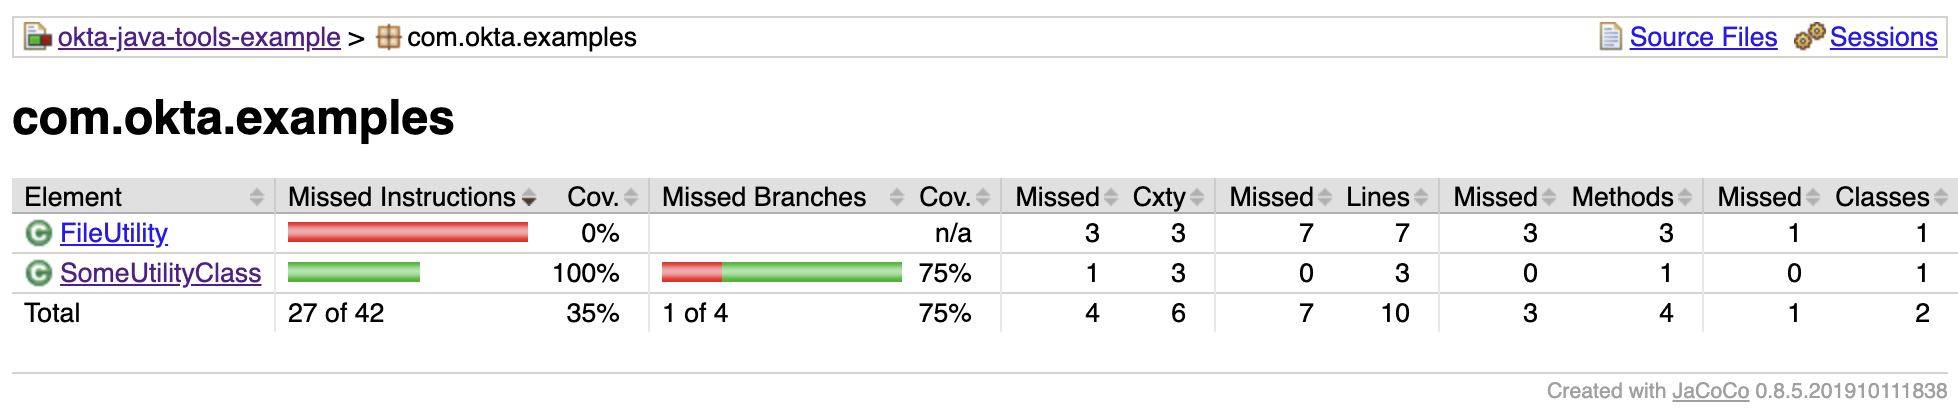 okta-java-tools-example > com.okta.examples Source Files Sessions
com.okta.examples
Element Missed Instructions Cov. Missed Branches Cov. Missed Cxty Missed Lines Missed Methods Missed Classes
FileUtility 0% n/a 3 3 7 7 3 3 1 1
SomeUtilityClass 100% 75% 1 3 0 3 0 1 0 1
Total 27 of 42 35% 1 of 4 75% 4 6 7 10 3 4 1 2
Created with JaCoCo 0.8.5.201910111838